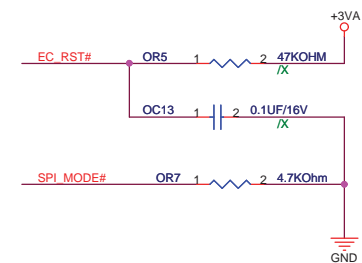 +3VA
EC_RST# OR5 1 2 47KOHM
/X
OC13 1 2 0.1UF/16V
/X
SPI_MODE# OR7 1 2 4.7KOhm
GND